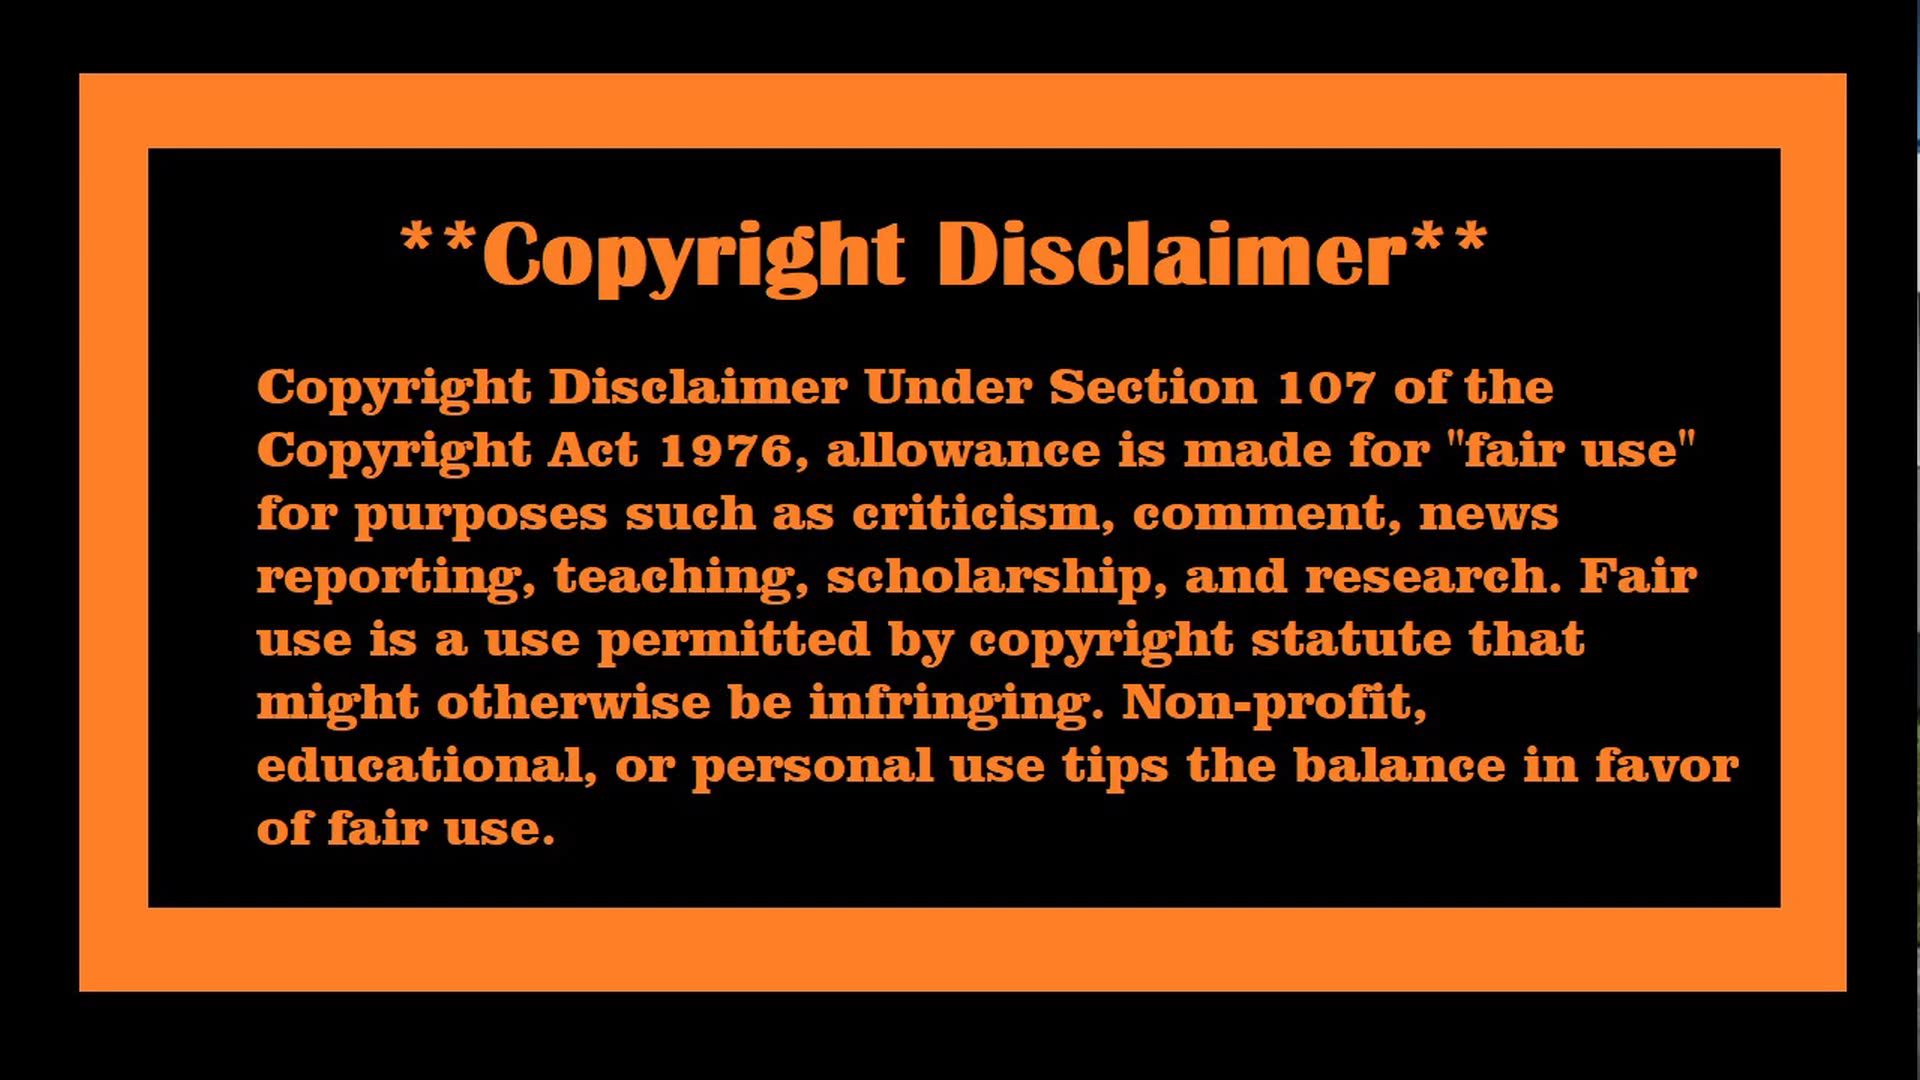 **Copyright Disclaimer**
Copyright Disclaimer Under Section 107 of the
Copyright Act 1976, allowance is made for "fair use"
for purposes such as criticism, comment, news
reporting, teaching, scholarship, and research. Fair
use is a use permitted by copyright statute that
might otherwise be infringing. Non-profit,
educational, or personal use tips the balance in favor
of fair use.